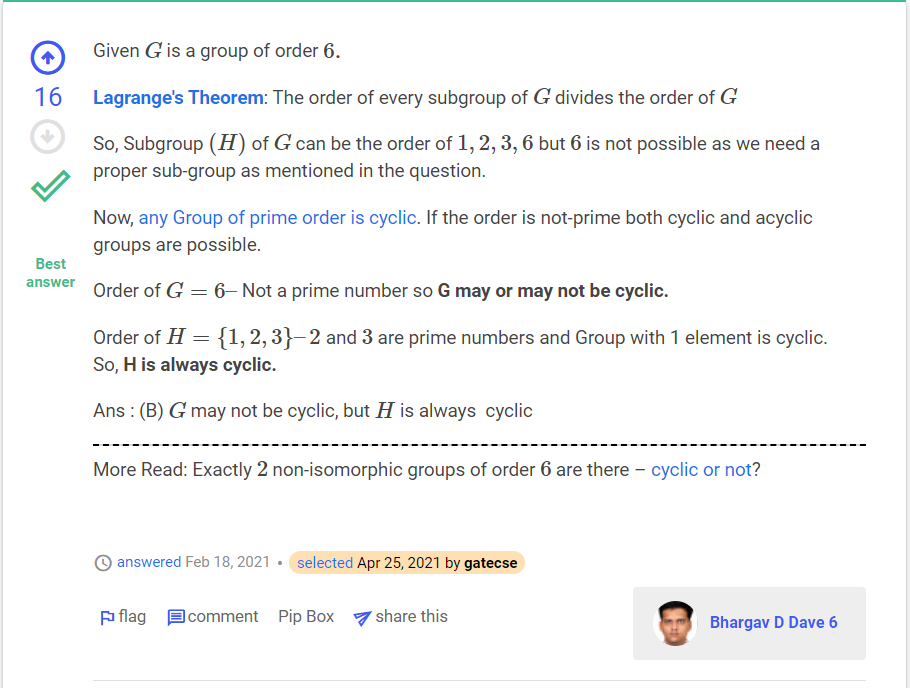 Given G is a group of order 6.
16
Lagrange's Theorem: The order of every subgroup of G divides the order of G
So, Subgroup (H) of G can be the order of 1, 2, 3, 6 but 6 is not possible as we need a
proper sub-group as mentioned in the question.
Now, any Group of prime order is cyclic. If the order is not-prime both cyclic and acyclic
groups are possible.
Best
answer
Order of G = 6– Not a prime number so G may or may not be cyclic.
Order of H = {1, 2, 3}– 2 and 3 are prime numbers and Group with 1 element is cyclic.
So, H is always cyclic.
Ans : (B) G may not be cyclic, but H is always cyclic
More Read: Exactly 2 non-isomorphic groups of order 6 are there – cyclic or not?
answered Feb 18, 2021 • selected Apr 25, 2021 by gatecse
flag comment Pip Box share this
Bhargav D Dave 6